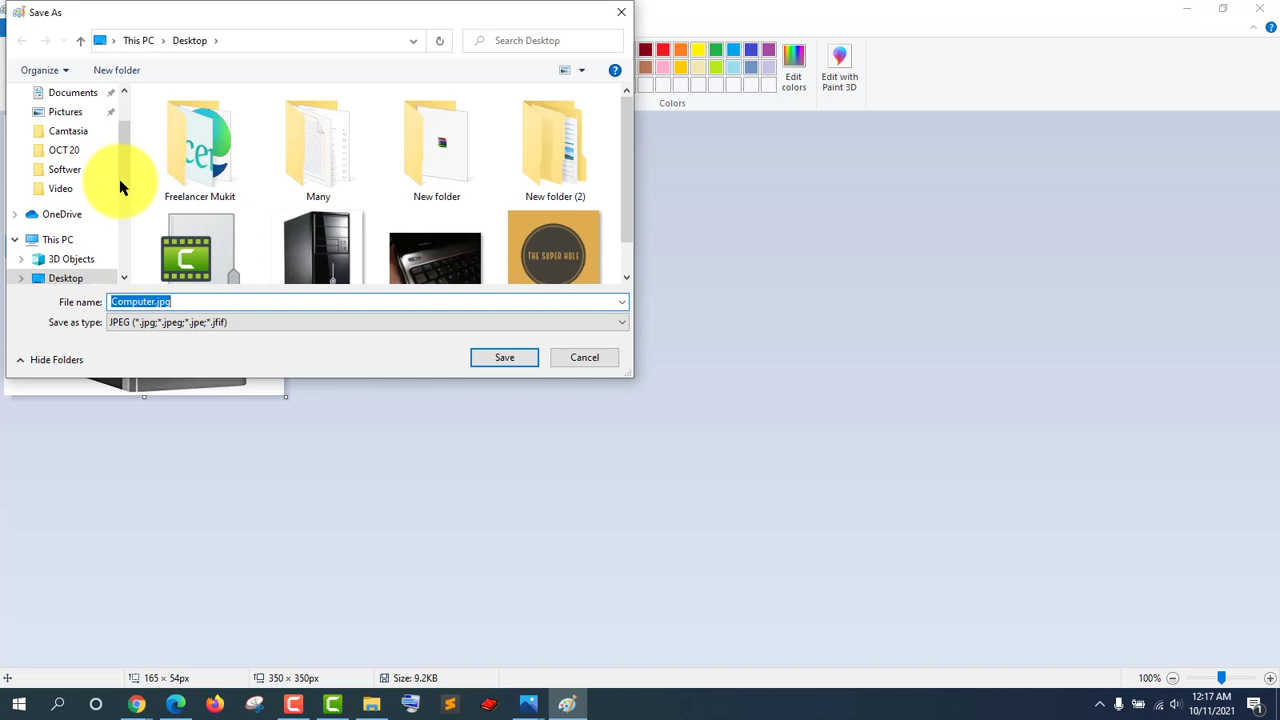 Save As
This PC
Desktop
Search Desktop
Organize
New folder
Documents
Pictures
Camtasia
OCT 20
Softwer
Video
OneDrive
This PC
3D Objects
Desktop
Freelancer Mukit
Many
New folder
New folder (2)
THE SUPER HOLE
File name:
Computer.jpg
Save as type:
JPEG (*.jpg;*.jpeg;*.jpe;*.jfif)
Hide Folders
Save
Cancel
Edit
colors
Edit with
Paint 3D
Colors
165 × 54px
350 × 350px
Size: 9.2KB
100%
12:17 AM
10/11/2021